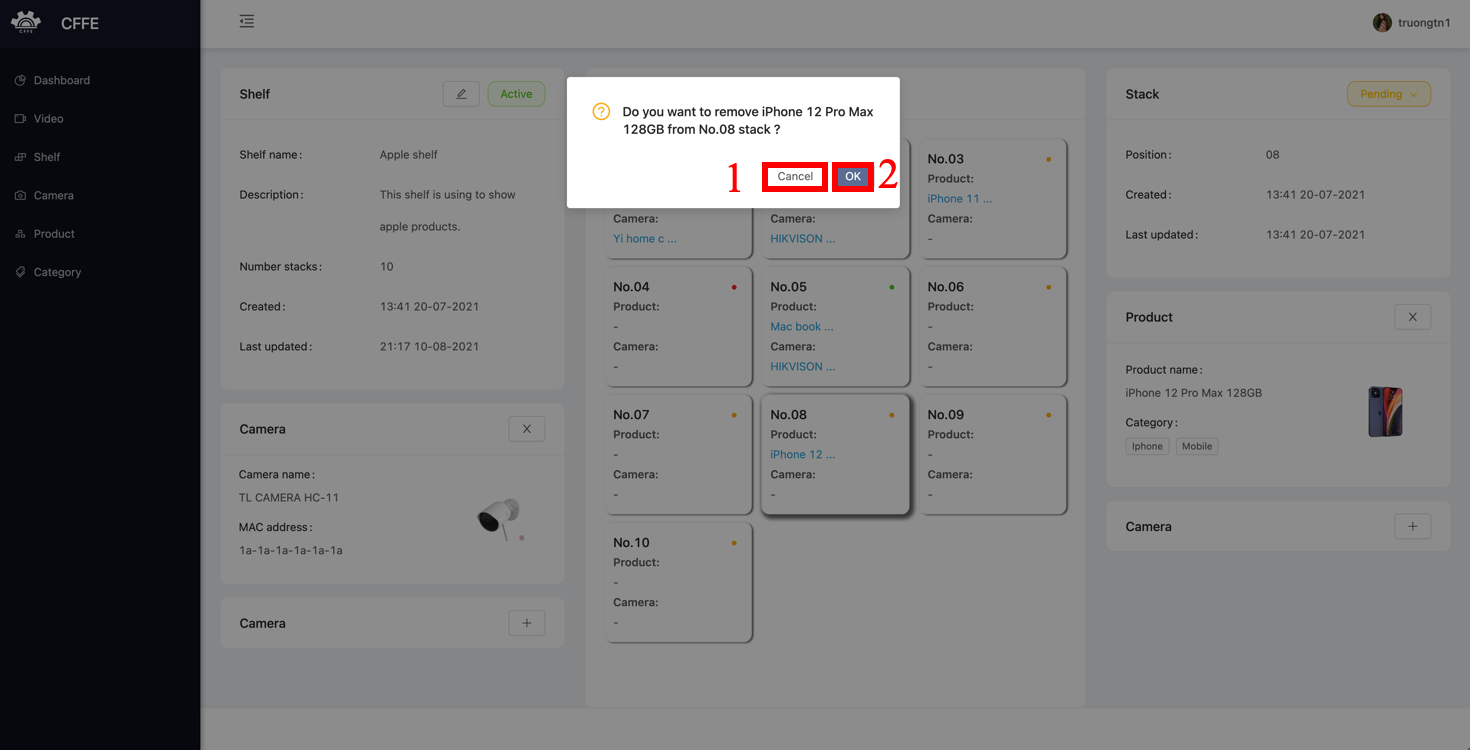 CFFE
CFFE
truongtn1
Dashboard
Video
Shelf
Camera
Product
Category
Shelf
Active
Shelf name :
Apple shelf
Description :
This shelf is using to show
apple products.
Number stacks :
10
Created :
13:41 20-07-2021
Last updated :
21:17 10-08-2021
Camera
X
Camera name :
TL CAMERA HC-11
MAC address :
1a-1a-1a-1a-1a-1a
Camera
+
Do you want to remove iPhone 12 Pro Max
128GB from No.08 stack ?
1
Cancel
OK
2
Camera:
Yi home c ...
Camera:
HIKVISON ...
No.03
Product:
iPhone 11 ...
Camera:
-
No.04
Product:
-
Camera:
-
No.05
Product:
Mac book ...
Camera:
HIKVISON ...
No.06
Product:
-
Camera:
-
No.07
Product:
-
Camera:
-
No.08
Product:
iPhone 12 ...
Camera:
-
No.09
Product:
-
Camera:
-
No.10
Product:
-
Camera:
-
Stack
Pending
Position :
08
Created :
13:41 20-07-2021
Last updated :
13:41 20-07-2021
Product
X
Product name :
iPhone 12 Pro Max 128GB
Category :
Iphone
Mobile
Camera
+